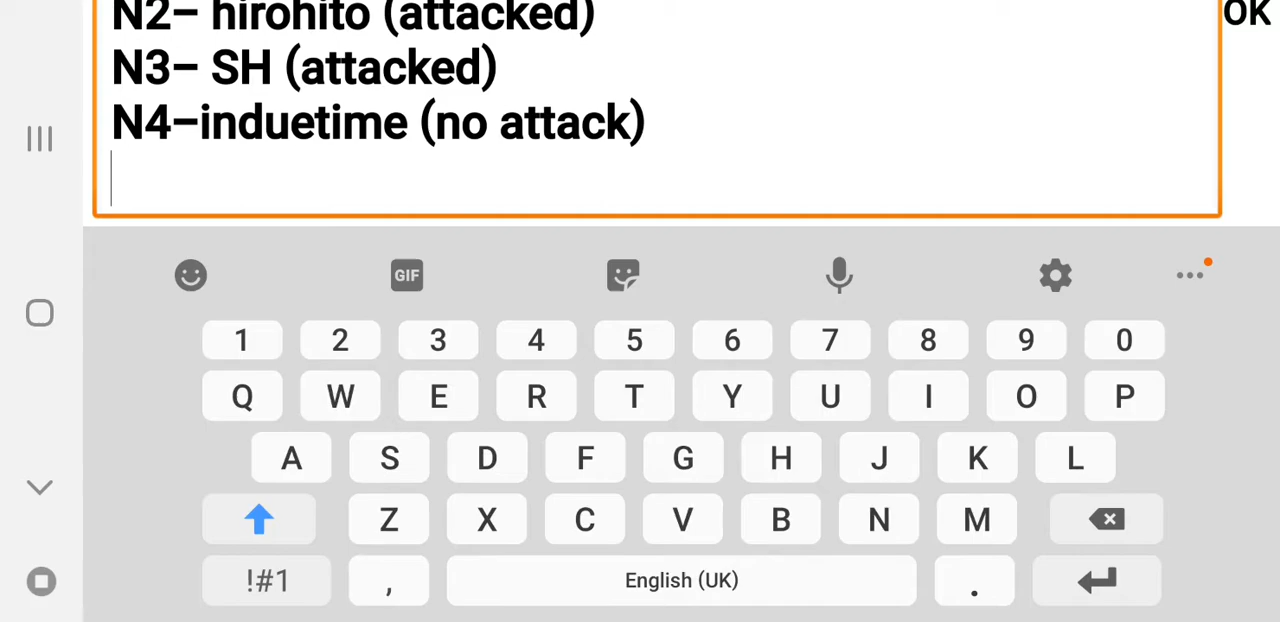 N2– hirohito (attacked)
OK
N3– SH (attacked)
N4–induetime (no attack)
GIF
1 2 3 4 5 6 7 8 9 0
Q W E R T Y U I O P
A S D F G H J K L
Z X C V B N M
!#1 , English (UK) .